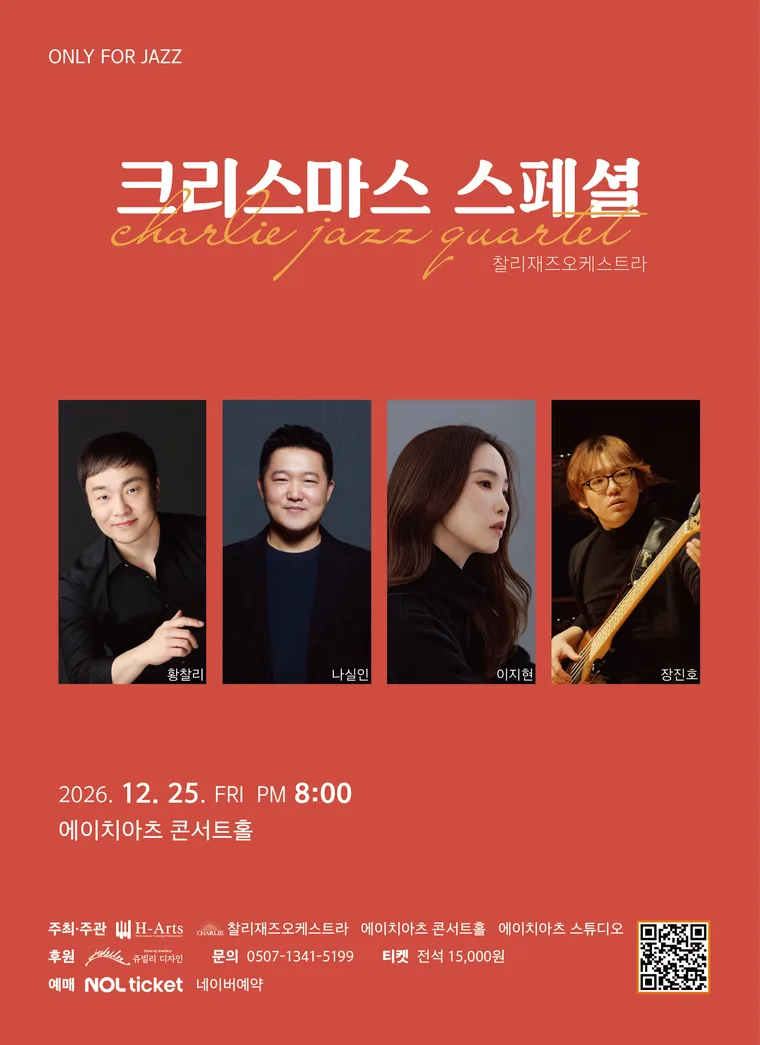 ONLY FOR JAZZ
크리스마스 스페셜
charlie jazz quartet
찰리재즈오케스트라
황찰리
나실인
이지현
장진호
2026. 12. 25. FRI PM 8:00
에이치아츠 콘서트홀
주최·주관 H-Arts CHARLIE 찰리재즈오케스트라 에이치아츠 콘서트홀 에이치아츠 스튜디오
후원 쥬빌리 디자인 문의 0507-1341-5199 티켓 전석 15,000원
예매 NOL ticket 네이버예약